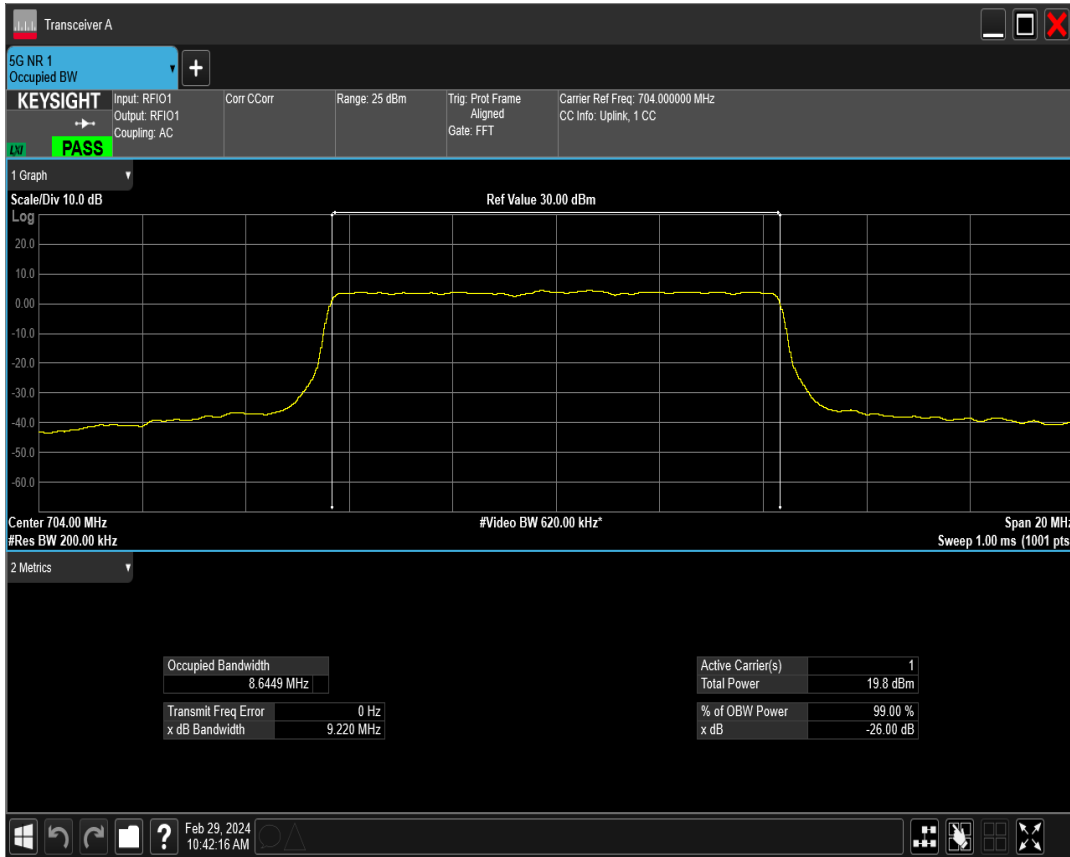 Transceiver A
5G NR 1
Occupied BW
+
KEYSIGHT
LXI
PASS
Input: RFIO1
Output: RFIO1
Coupling: AC
Corr CCorr
Range: 25 dBm
Trig: Prot Frame
Aligned
Gate: FFT
Carrier Ref Freq: 704.000000 MHz
CC Info: Uplink, 1 CC
1 Graph
Scale/Div 10.0 dB
Ref Value 30.00 dBm
Log
20.0
10.0
0.00
-10.0
-20.0
-30.0
-40.0
-50.0
-60.0
Center 704.00 MHz
#Video BW 620.00 kHz*
Span 20 MHz
#Res BW 200.00 kHz
Sweep 1.00 ms (1001 pts
2 Metrics
Occupied Bandwidth
8.6449 MHz
Transmit Freq Error 0 Hz
x dB Bandwidth 9.220 MHz
Active Carrier(s) 1
Total Power 19.8 dBm
% of OBW Power 99.00 %
x dB -26.00 dB
?
Feb 29, 2024
10:42:16 AM